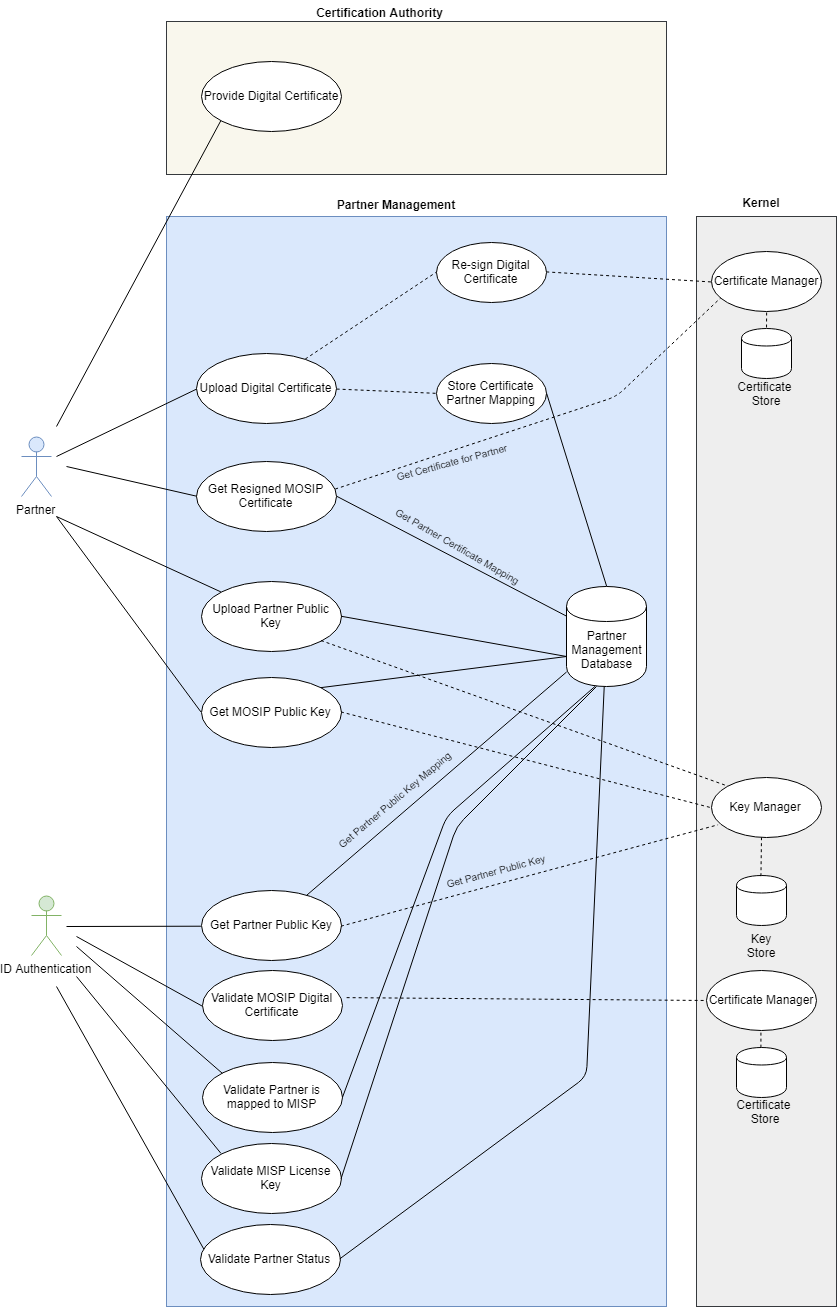 Certification Authority
Provide Digital Certificate
Partner Management
Kernel
Re-sign Digital
Certificate
Certificate Manager
Certificate
Store
Upload Digital Certificate
Store Certificate
Partner Mapping
Get Certificate for Partner
Get Resigned MOSIP
Certificate
Partner
Get Partner Certificate Mapping
Upload Partner Public
Key
Partner
Management
Database
Get MOSIP Public Key
Get Partner Public Key Mapping
Key Manager
Get Partner Public Key
Key
Store
Get Partner Public Key
ID Authentication
Validate MOSIP Digital
Certificate
Certificate Manager
Certificate
Store
Validate Partner is
mapped to MISP
Validate MISP License
Key
Validate Partner Status